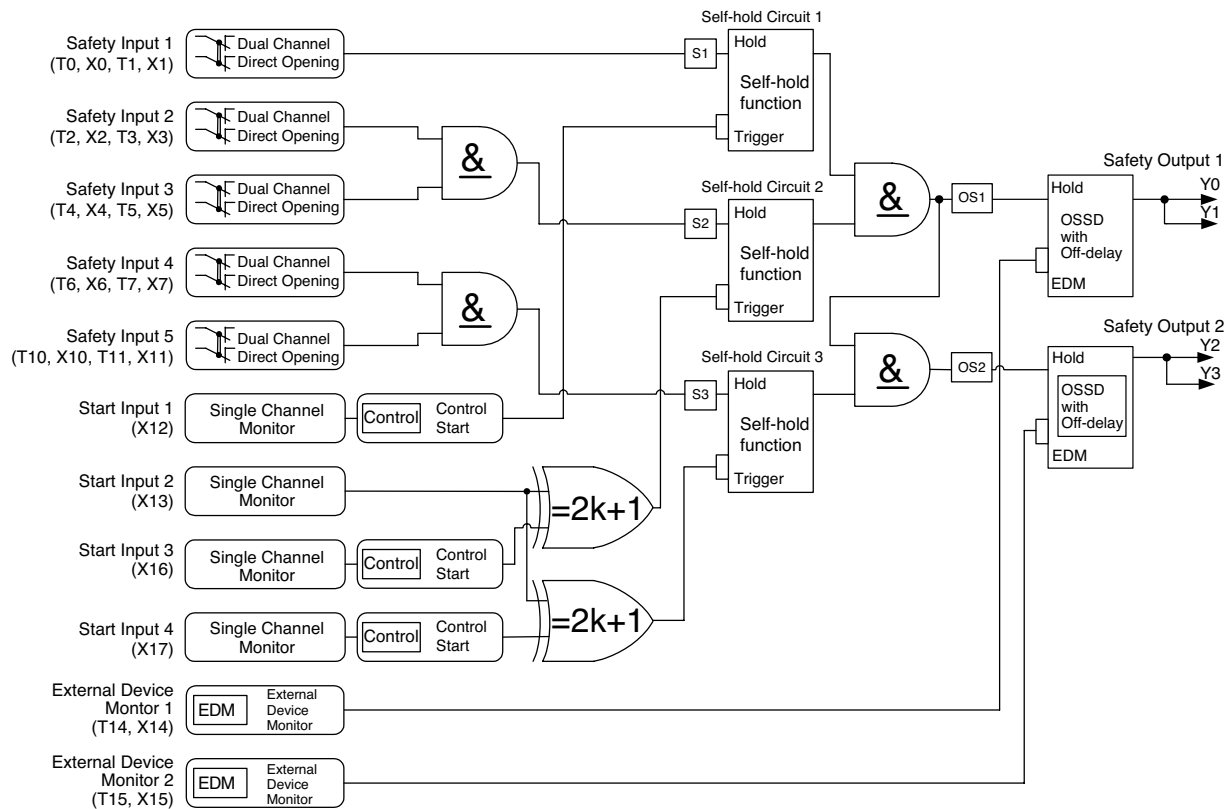 Safety Input 1
(T0, X0, T1, X1)
Dual Channel
Direct Opening
Safety Input 2
(T2, X2, T3, X3)
Dual Channel
Direct Opening
Safety Input 3
(T4, X4, T5, X5)
Dual Channel
Direct Opening
Safety Input 4
(T6, X6, T7, X7)
Dual Channel
Direct Opening
Safety Input 5
(T10, X10, T11, X11)
Dual Channel
Direct Opening
Start Input 1
(X12)
Single Channel
Monitor
Control
Control
Start
Start Input 2
(X13)
Single Channel
Monitor
Start Input 3
(X16)
Single Channel
Monitor
Control
Control
Start
Start Input 4
(X17)
Single Channel
Monitor
Control
Control
Start
External Device
Montor 1
(T14, X14)
EDM
External
Device
Monitor
External Device
Monitor 2
(T15, X15)
EDM
External
Device
Monitor
&
&
=2k+1
=2k+1
S1
S2
S3
Self-hold Circuit 1
Hold
Self-hold
function
Trigger
Self-hold Circuit 2
Hold
Self-hold
function
Trigger
Self-hold Circuit 3
Hold
Self-hold
function
Trigger
&
&
OS1
OS2
Safety Output 1
Hold
OSSD
with
Off-delay
EDM
Y0
Y1
Safety Output 2
Hold
OSSD
with
Off-delay
EDM
Y2
Y3